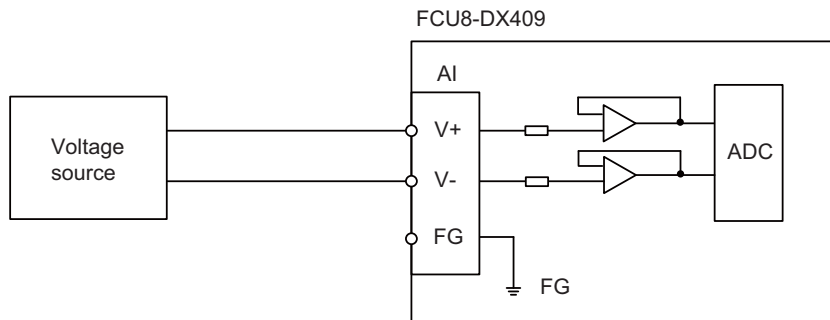 FCU8-DX409
AI
Voltage
source
V+
V-
FG
ADC
FG